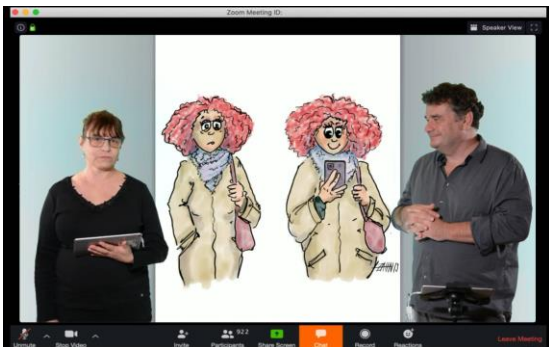 Zoom Meeting ID:
Speaker View
922
Unmute
Stop Video
Invite
Participants
Share Screen
Chat
Record
Reactions
Leave Meeting